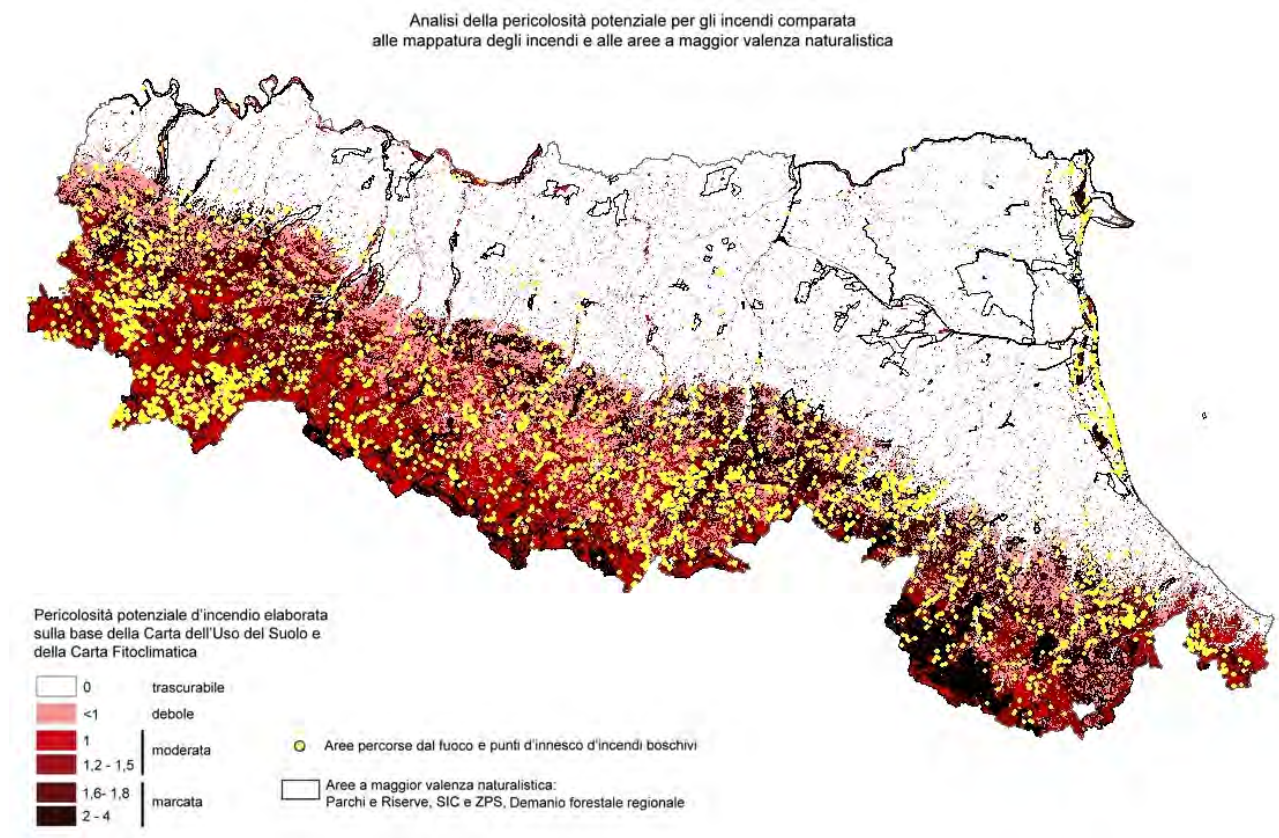 Analisi della pericolosità potenziale per gli incendi comparata
alle mappatura degli incendi e alle aree a maggior valenza naturalistica
Pericolosità potenziale d'incendio elaborata
sulla base della Carta dell'Uso del Suolo e
della Carta Fitoclimatica
0 trascurabile
<1 debole
1
moderata
1,2 - 1,5
1,6- 1,8
marcata
2 - 4
Aree percorse dal fuoco e punti d'innesco d'incendi boschivi
Aree a maggior valenza naturalistica:
Parchi e Riserve, SIC e ZPS, Demanio forestale regionale